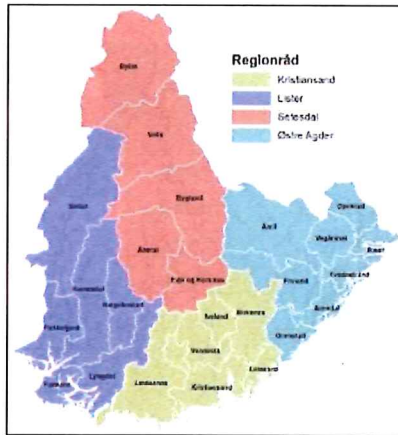 Regionråd
Kristiansand
Lister
Setesdal
Østre Agder
Bykle
Valle
Bygland
Sirdal
Åmli
Gjerstad
Vegårshei
Risør
Åseral
Evje og Hornnes
Froland
Tvedestrand
Kvinesdal
Hægebostad
Iveland
Birkenes
Arendal
Grimstad
Flekkefjord
Vennesla
Lillesand
Farsund
Lyngdal
Lindesnes
Kristiansand